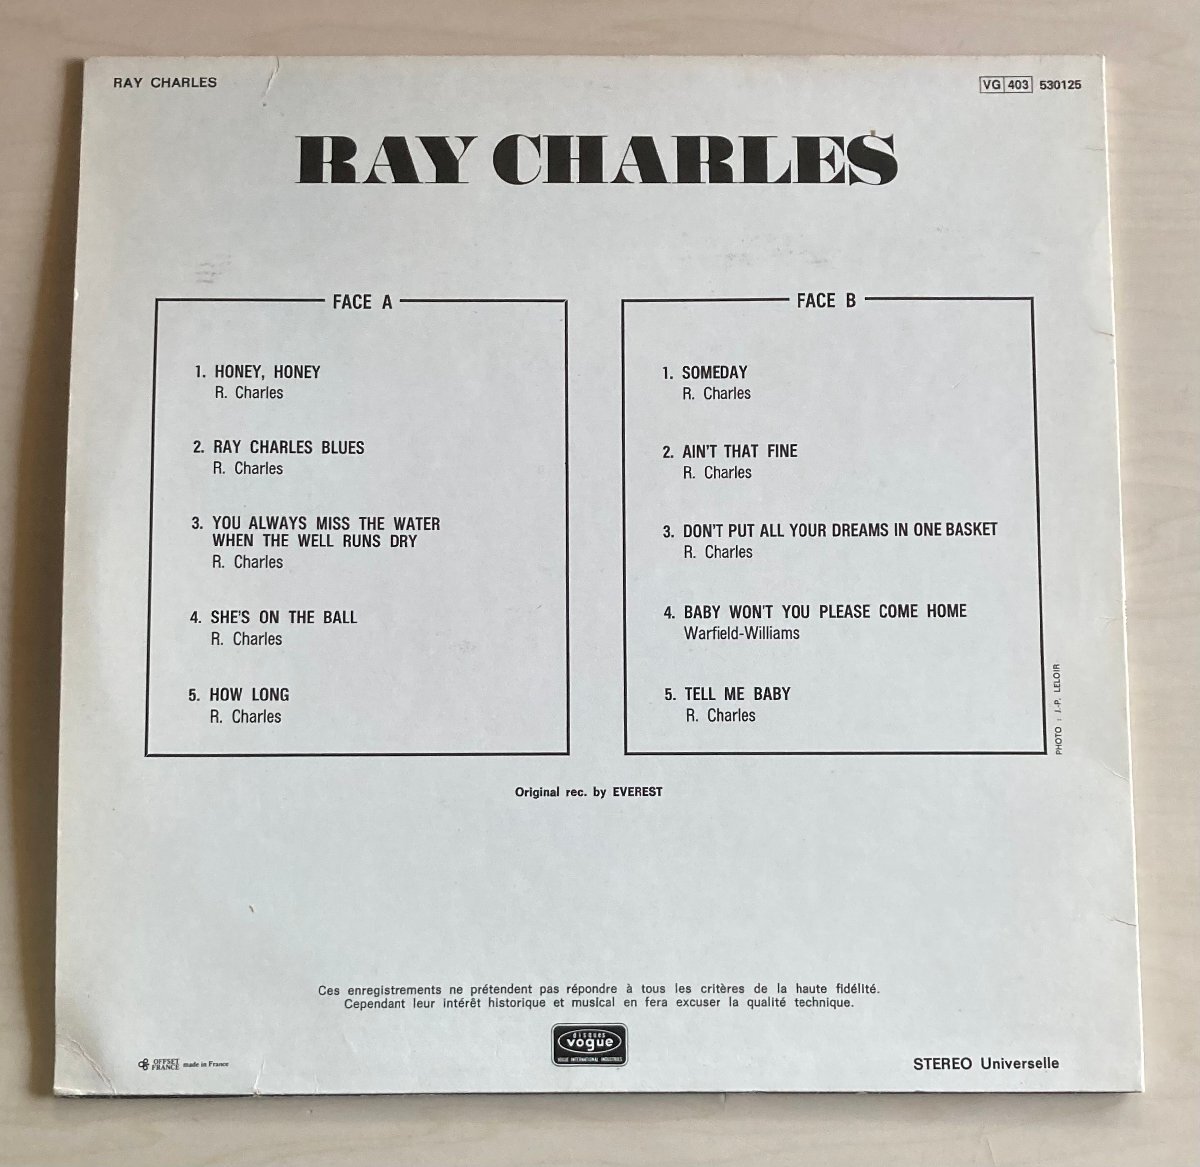 RAY CHARLES
VG 403 530125
RAY CHARLES
FACE A
1. HONEY, HONEY
R. Charles
2. RAY CHARLES BLUES
R. Charles
3. YOU ALWAYS MISS THE WATER
WHEN THE WELL RUNS DRY
R. Charles
4. SHE'S ON THE BALL
R. Charles
5. HOW LONG
R. Charles
FACE B
1. SOMEDAY
R. Charles
2. AIN'T THAT FINE
R. Charles
3. DON'T PUT ALL YOUR DREAMS IN ONE BASKET
R. Charles
4. BABY WON'T YOU PLEASE COME HOME
Warfield-Williams
5. TELL ME BABY
R. Charles
PHOTO : J.-P. LELOIR
Original rec. by EVEREST
Ces enregistrements ne prétendent pas répondre à tous les critères de la haute fidélité.
Cependant leur intérêt historique et musical en fera excuser la qualité technique.
disques
vogue
VOGUE INTERNATIONAL INDUSTRIES
OFFSET
FRANCE made in France
STEREO Universelle